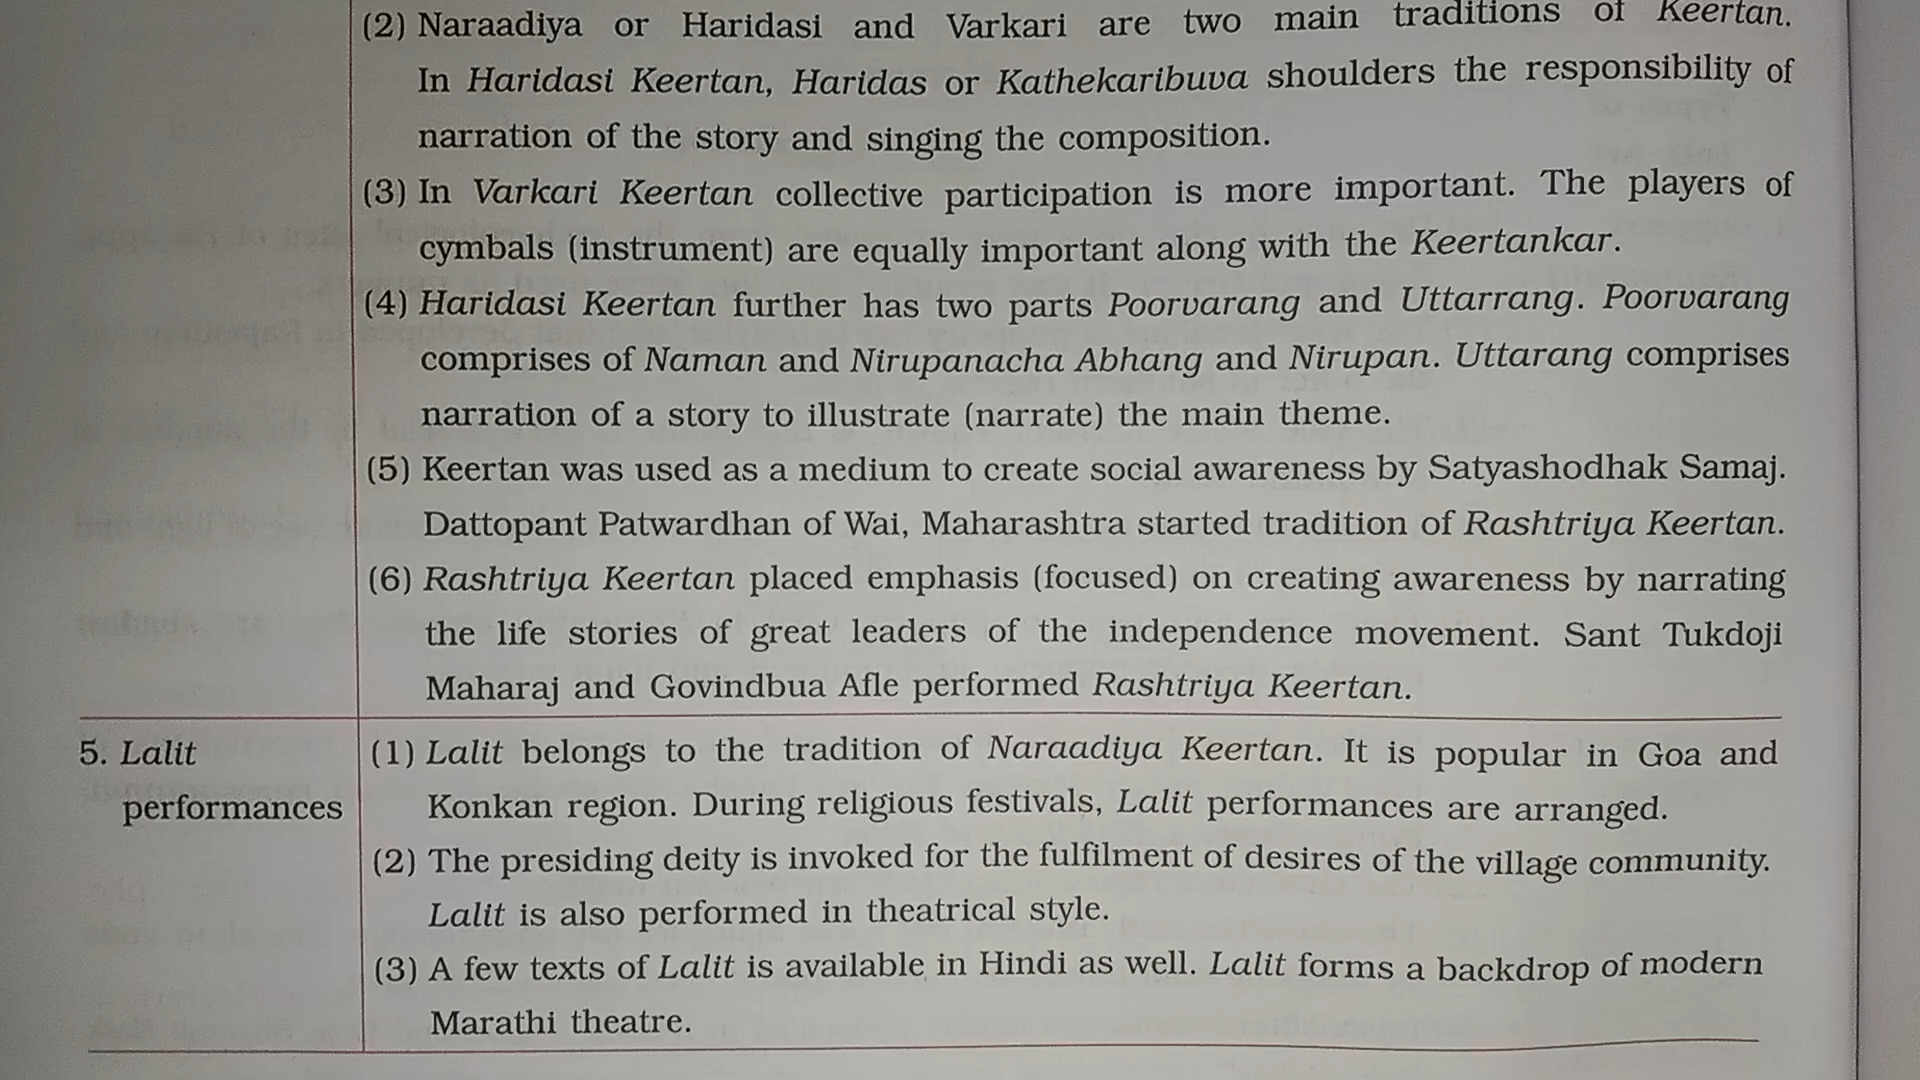 (2) Naraadiya or Haridasi and Varkari are two main traditions of Keertan.
In Haridasi Keertan, Haridas or Kathekaribuva shoulders the responsibility of
narration of the story and singing the composition.
(3) In Varkari Keertan collective participation is more important. The players of
cymbals (instrument) are equally important along with the Keertankar.
(4) Haridasi Keertan further has two parts Poorvarang and Uttarrang. Poorvarang
comprises of Naman and Nirupanacha Abhang and Nirupan. Uttarang comprises
narration of a story to illustrate (narrate) the main theme.
(5) Keertan was used as a medium to create social awareness by Satyashodhak Samaj.
Dattopant Patwardhan of Wai, Maharashtra started tradition of Rashtriya Keertan.
(6) Rashtriya Keertan placed emphasis (focused) on creating awareness by narrating
the life stories of great leaders of the independence movement. Sant Tukdoji
Maharaj and Govindbua Afle performed Rashtriya Keertan.
5. Lalit
performances
(1) Lalit belongs to the tradition of Naraadiya Keertan. It is popular in Goa and
Konkan region. During religious festivals, Lalit performances are arranged.
(2) The presiding deity is invoked for the fulfilment of desires of the village community.
Lalit is also performed in theatrical style.
(3) A few texts of Lalit is available in Hindi as well. Lalit forms a backdrop of modern
Marathi theatre.